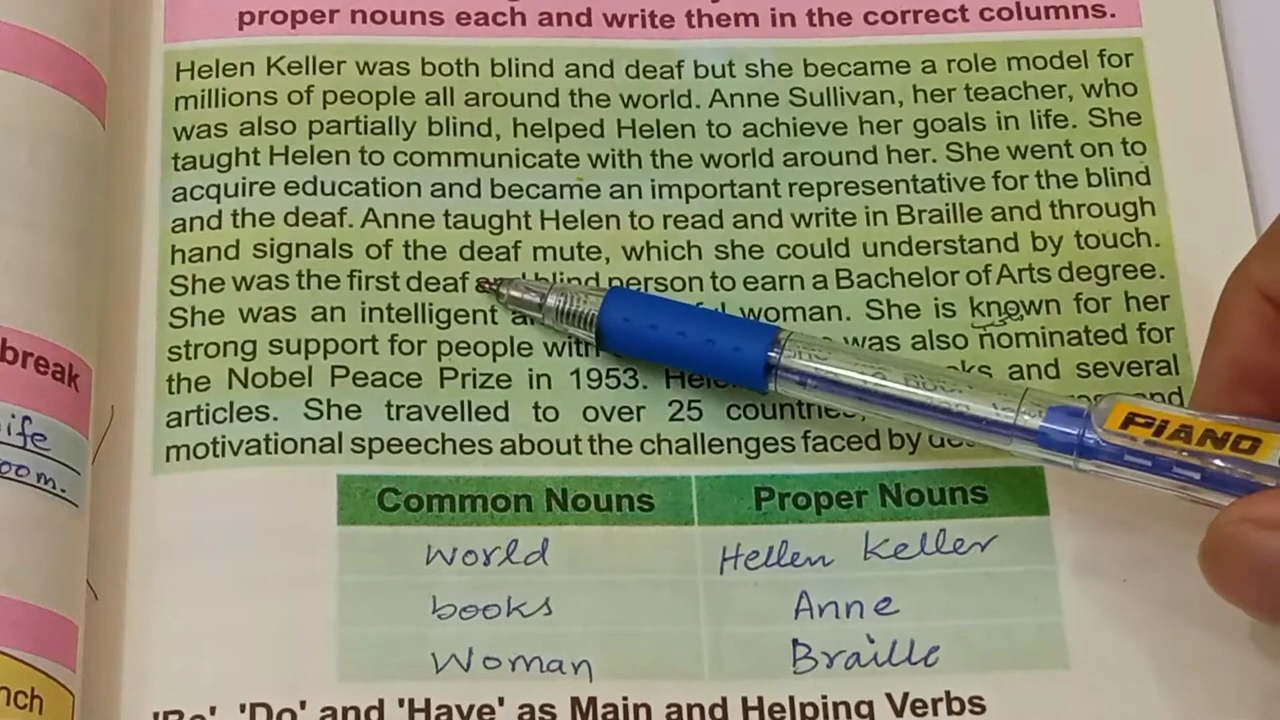 proper nouns each and write them in the correct columns.
Helen Keller was both blind and deaf but she became a role model for
millions of people all around the world. Anne Sullivan, her teacher, who
was also partially blind, helped Helen to achieve her goals in life. She
taught Helen to communicate with the world around her. She went on to
acquire education and became an important representative for the blind
and the deaf. Anne taught Helen to read and write in Braille and through
hand signals of the deaf mute, which she could understand by touch.
She was the first deaf and blind person to earn a Bachelor of Arts degree.
She was an intelligent woman. She is known for her
strong support for people with was also nominated for
the Nobel Peace Prize in 1953. and several
articles. She travelled to over 25 countries, and
motivational speeches about the challenges faced by
Common Nouns Proper Nouns
world Hellen Keller
books Anne
Woman Braille
'Be', 'Do' and 'Have' as Main and Helping Verbs
break
ife
oom.
nch
PIANO